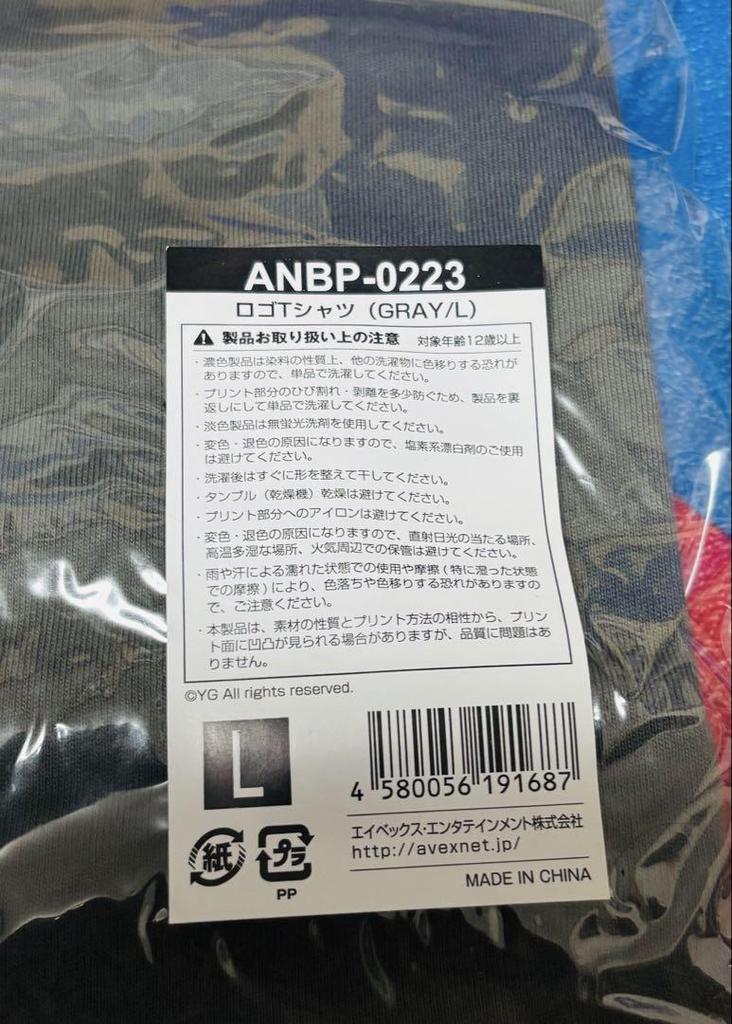 ANBP-0223
ロゴTシャツ（GRAY/L）
製品お取り扱い上の注意 対象年齢12歳以上
・濃色製品は染料の性質上、他の洗濯物に色移りする恐れが
ありますので、単品で洗濯してください。
・プリント部分のひび割れ・剥離を多少防ぐため、製品を裏
返しにして単品で洗濯してください。
・淡色製品は無蛍光洗剤を使用してください。
・変色・退色の原因になりますので、塩素系漂白剤のご使用
は避けてください。
・洗濯後はすぐに形を整えて干してください。
・タンブル（乾燥機）乾燥は避けてください。
・プリント部分へのアイロンは避けてください。
・変色・退色の原因になりますので、直射日光の当たる場所、
高温多湿な場所、火気周辺での保管は避けてください。
・雨や汗による濡れた状態での使用や摩擦(特に湿った状態
での摩擦)により、色落ちや色移りする恐れがありますの
で、ご注意ください。
・本製品は、素材の性質とプリント方法の相性から、プリン
ト面に凹凸が見られる場合がありますが、品質に問題はあ
りません。
©YG All rights reserved.
L
4 580056 191687
エイベックス・エンタテインメント株式会社
http://avexnet.jp/
紙 プラ
PP
MADE IN CHINA